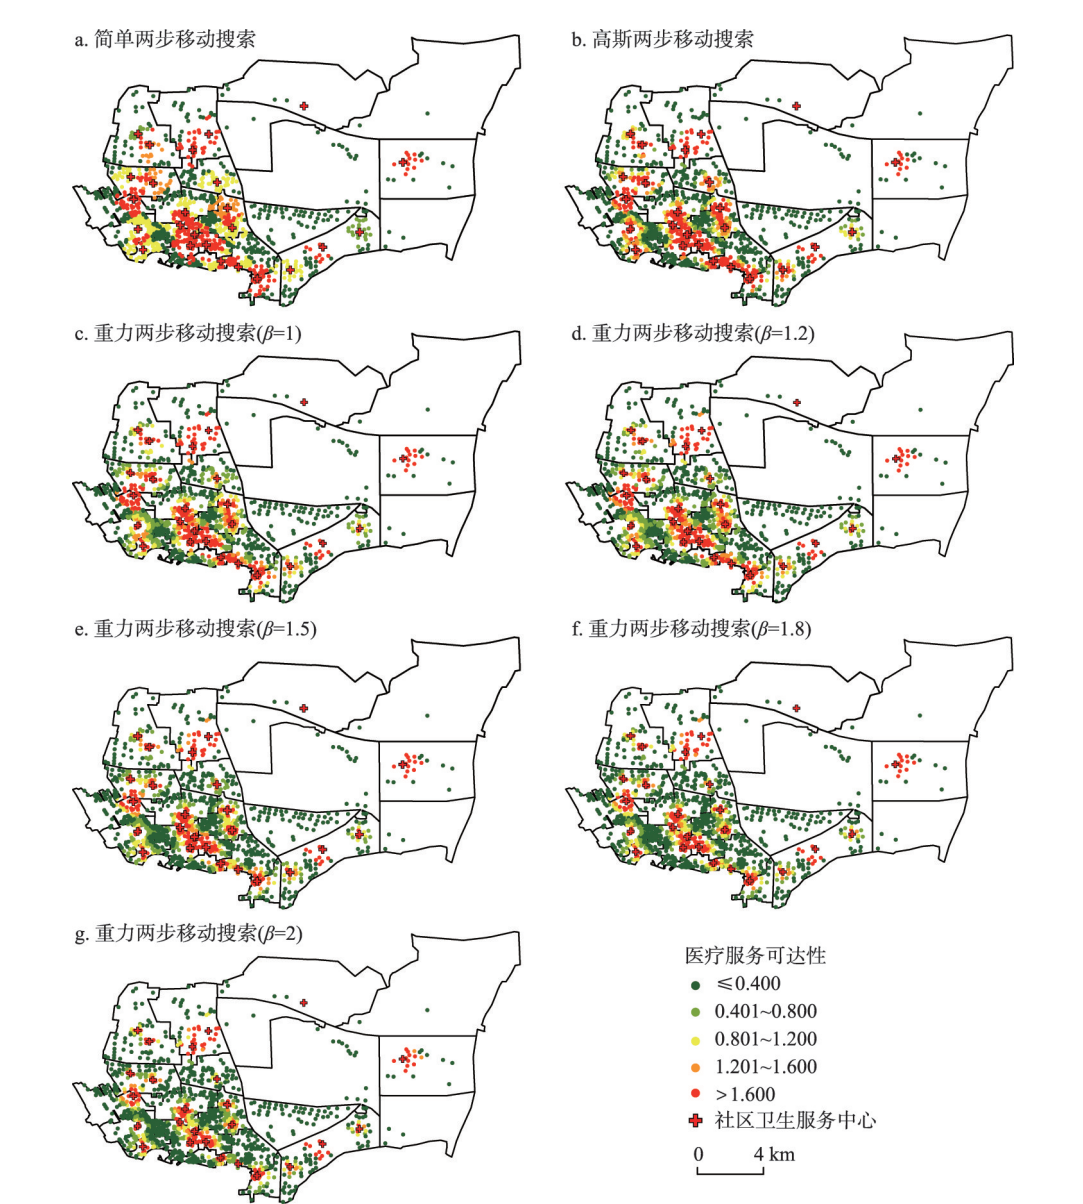 a. 简单两步移动搜索
b. 高斯两步移动搜索
c. 重力两步移动搜索(β=1)
d. 重力两步移动搜索(β=1.2)
e. 重力两步移动搜索(β=1.5)
f. 重力两步移动搜索(β=1.8)
g. 重力两步移动搜索(β=2)
医疗服务可达性
≤0.400
0.401~0.800
0.801~1.200
1.201~1.600
>1.600
社区卫生服务中心
0 4 km